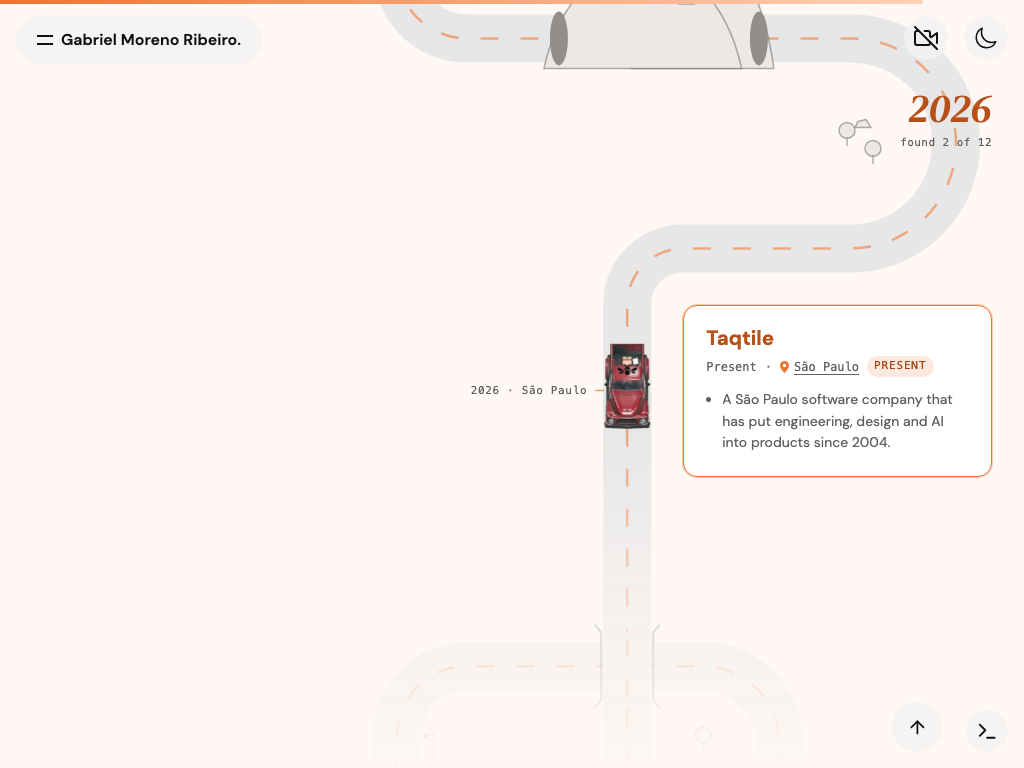 Gabriel Moreno Ribeiro.
2026
found 2 of 12
Taqtile
Present · São Paulo PRESENT
2026 · São Paulo
• A São Paulo software company that
has put engineering, design and AI
into products since 2004.